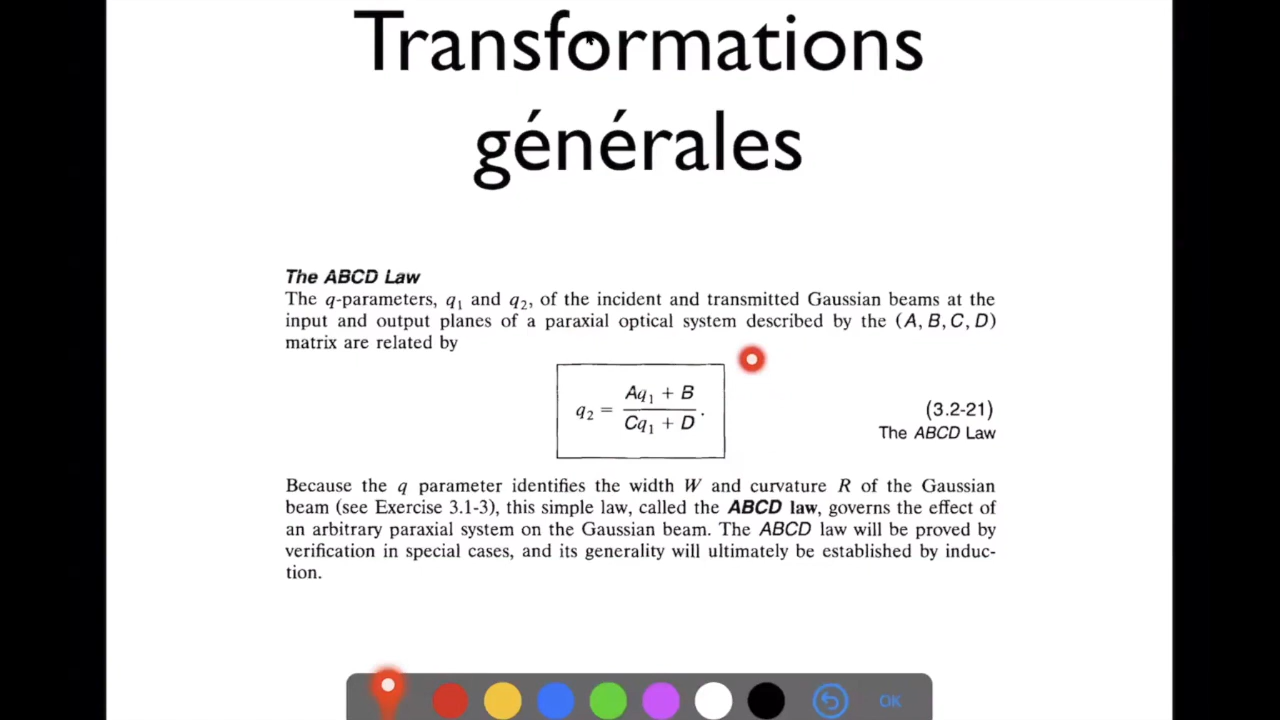 Transformations
générales
The ABCD Law
The q-parameters, q₁ and q₂, of the incident and transmitted Gaussian beams at the
input and output planes of a paraxial optical system described by the (A, B, C, D)
matrix are related by
q₂ = (Aq₁ + B) / (Cq₁ + D).
(3.2-21)
The ABCD Law
Because the q parameter identifies the width W and curvature R of the Gaussian
beam (see Exercise 3.1-3), this simple law, called the ABCD law, governs the effect of
an arbitrary paraxial system on the Gaussian beam. The ABCD law will be proved by
verification in special cases, and its generality will ultimately be established by induc-
tion.
OK